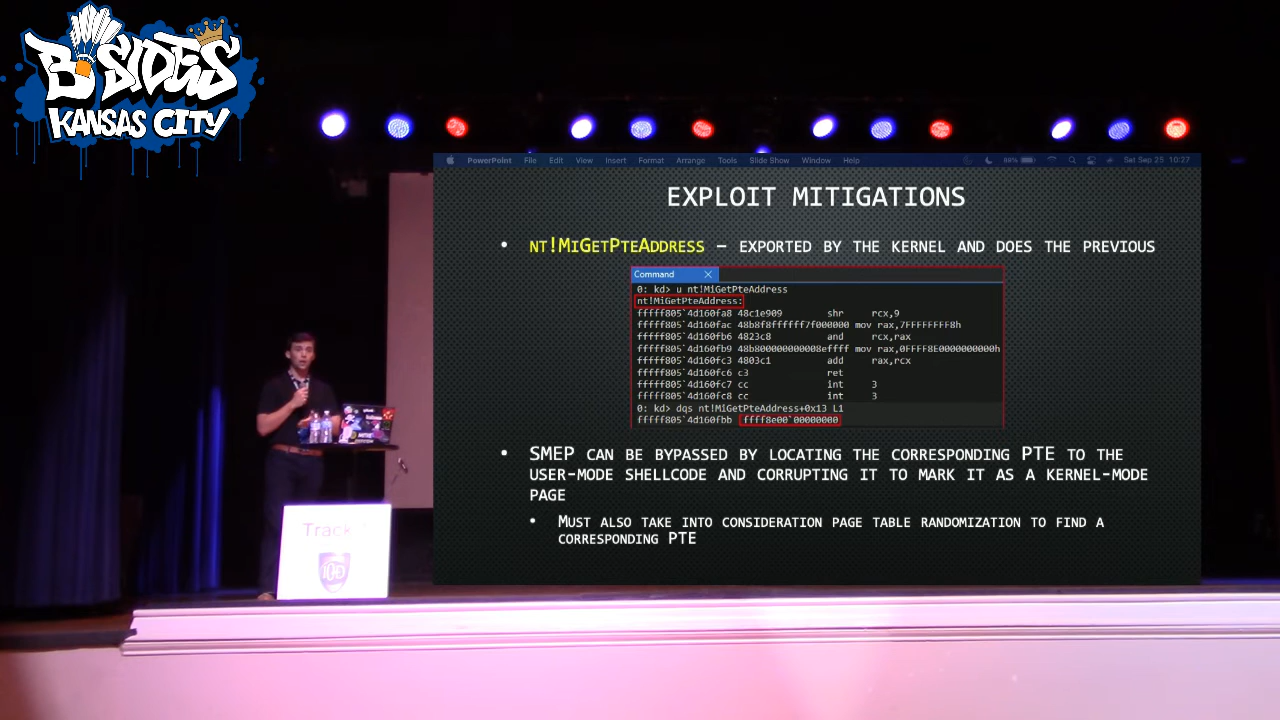 B-SIDES
KANSAS CITY
PowerPoint File Edit View Insert Format Arrange Tools Slide Show Window Help 89% Sat Sep 25 10:27
EXPLOIT MITIGATIONS
• NT!MIGETPTEADDRESS – EXPORTED BY THE KERNEL AND DOES THE PREVIOUS
Command X
0: kd> u nt!MiGetPteAddress
nt!MiGetPteAddress:
fffff805`4d160fa8 48c1e909 shr rcx,9
fffff805`4d160fac 48b8f8ffffff7f000000 mov rax,7FFFFFFFF8h
fffff805`4d160fb6 4823c8 and rcx,rax
fffff805`4d160fb9 48b800000000008effff mov rax,0FFFF8E0000000000h
fffff805`4d160fc3 4803c1 add rax,rcx
fffff805`4d160fc6 c3 ret
fffff805`4d160fc7 cc int 3
fffff805`4d160fc8 cc int 3
0: kd> dqs nt!MiGetPteAddress+0x13 L1
fffff805`4d160fbb ffff8e00`00000000
• SMEP CAN BE BYPASSED BY LOCATING THE CORRESPONDING PTE TO THE
USER-MODE SHELLCODE AND CORRUPTING IT TO MARK IT AS A KERNEL-MODE
PAGE
• MUST ALSO TAKE INTO CONSIDERATION PAGE TABLE RANDOMIZATION TO FIND A
CORRESPONDING PTE
Track